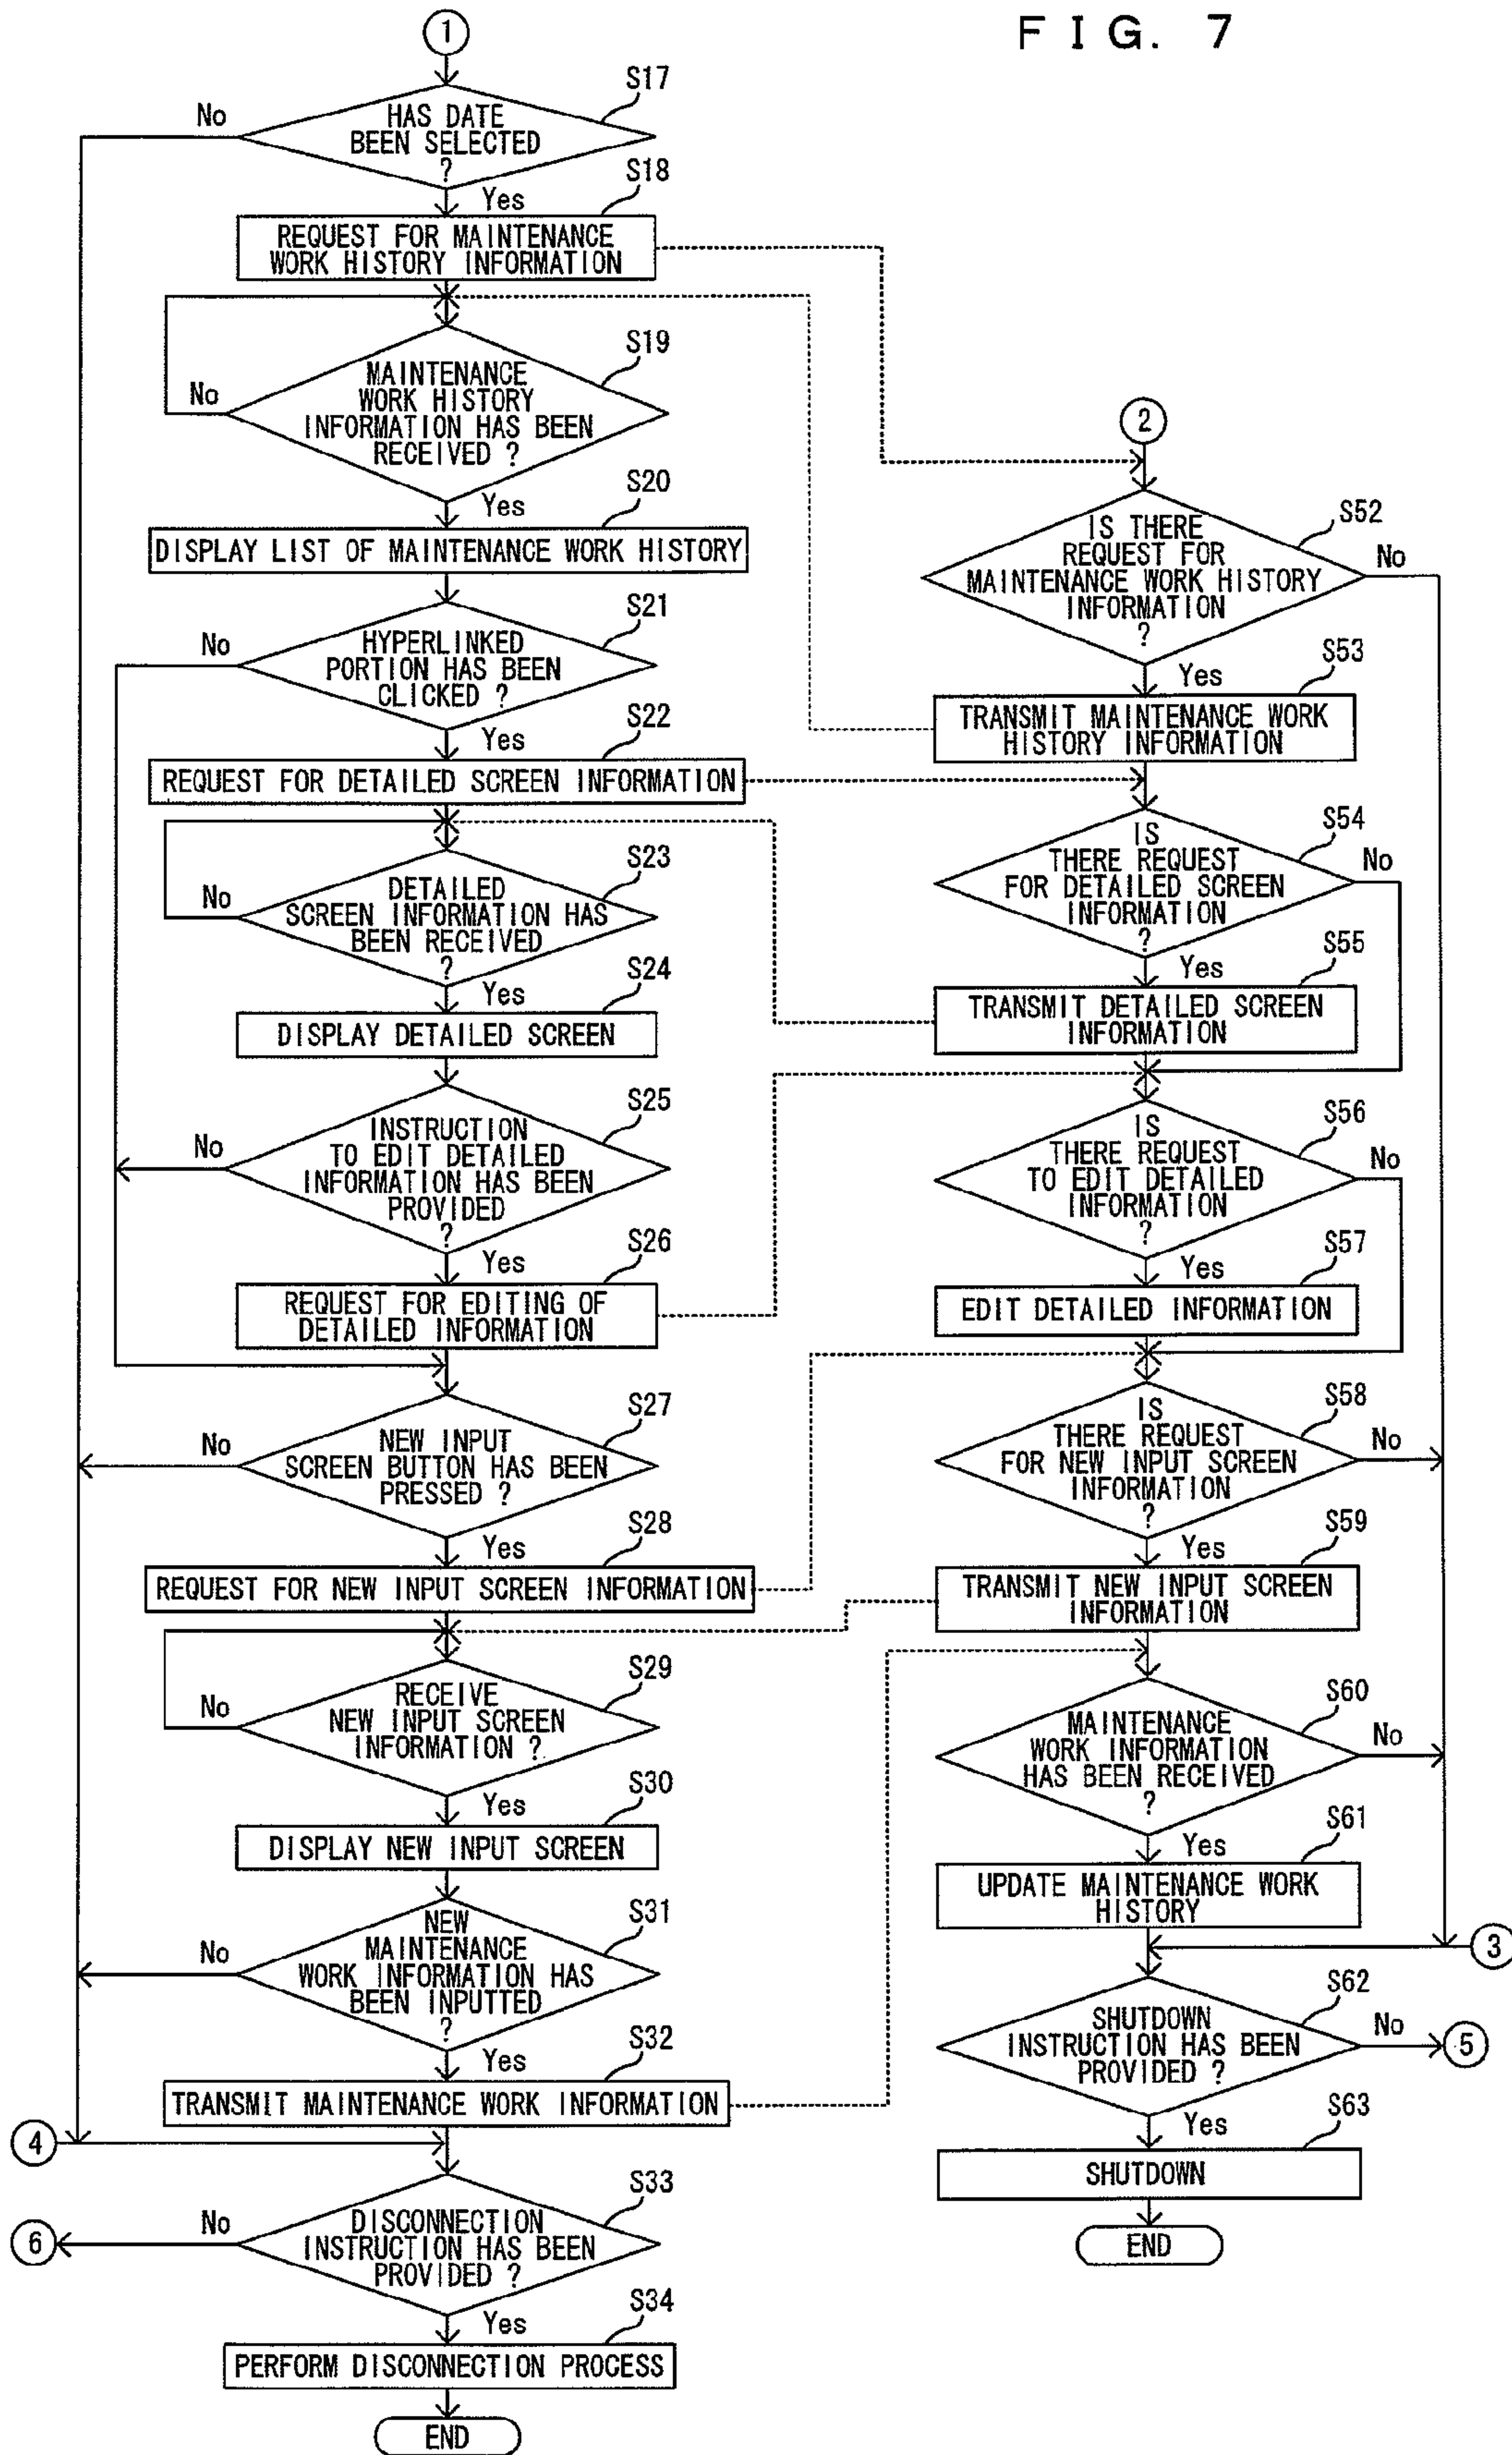 FIG. 7
1
S17
HAS DATE
BEEN SELECTED
?
No
Yes
S18
REQUEST FOR MAINTENANCE
WORK HISTORY INFORMATION
S19
MAINTENANCE
WORK HISTORY
INFORMATION HAS BEEN
RECEIVED ?
No
Yes
S20
DISPLAY LIST OF MAINTENANCE WORK HISTORY
S21
HYPERLINKED
PORTION HAS BEEN
CLICKED ?
No
Yes
S22
REQUEST FOR DETAILED SCREEN INFORMATION
S23
DETAILED
SCREEN INFORMATION HAS
BEEN RECEIVED
?
No
Yes
S24
DISPLAY DETAILED SCREEN
S25
INSTRUCTION
TO EDIT DETAILED
INFORMATION HAS BEEN
PROVIDED
?
No
Yes
S26
REQUEST FOR EDITING OF
DETAILED INFORMATION
S27
NEW INPUT
SCREEN BUTTON HAS BEEN
PRESSED ?
No
Yes
S28
REQUEST FOR NEW INPUT SCREEN INFORMATION
S29
RECEIVE
NEW INPUT SCREEN
INFORMATION ?
No
Yes
S30
DISPLAY NEW INPUT SCREEN
S31
NEW
MAINTENANCE
WORK INFORMATION HAS
BEEN INPUTTED
?
No
Yes
S32
TRANSMIT MAINTENANCE WORK INFORMATION
4
S33
DISCONNECTION
INSTRUCTION HAS BEEN
PROVIDED ?
No
6
Yes
S34
PERFORM DISCONNECTION PROCESS
END
2
S52
IS THERE
REQUEST FOR
MAINTENANCE WORK HISTORY
INFORMATION
?
No
Yes
S53
TRANSMIT MAINTENANCE WORK
HISTORY INFORMATION
S54
IS
THERE REQUEST
FOR DETAILED SCREEN
INFORMATION
?
No
Yes
S55
TRANSMIT DETAILED SCREEN
INFORMATION
S56
IS
THERE REQUEST
TO EDIT DETAILED
INFORMATION
?
No
Yes
S57
EDIT DETAILED INFORMATION
S58
IS
THERE REQUEST
FOR NEW INPUT SCREEN
INFORMATION
?
No
Yes
S59
TRANSMIT NEW INPUT SCREEN
INFORMATION
S60
MAINTENANCE
WORK INFORMATION
HAS BEEN RECEIVED
?
No
Yes
S61
UPDATE MAINTENANCE WORK
HISTORY
3
S62
SHUTDOWN
INSTRUCTION HAS BEEN
PROVIDED ?
No
5
Yes
S63
SHUTDOWN
END